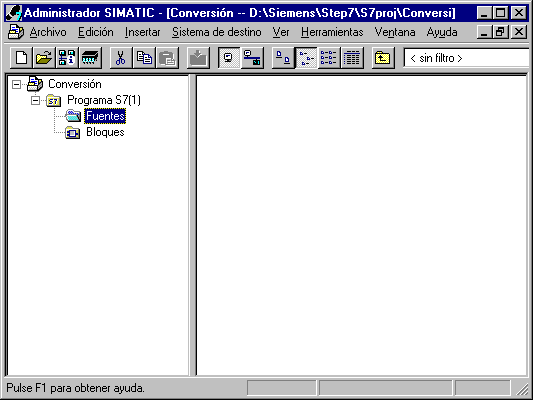 Administrador SIMATIC - [Conversión -- D:\Siemens\Step7\S7proj\Conversi]
Archivo Edición Insertar Sistema de destino Ver Herramientas Ventana Ayuda
< sin filtro >
Conversión
S7 Programa S7(1)
Fuentes
Bloques
Pulse F1 para obtener ayuda.